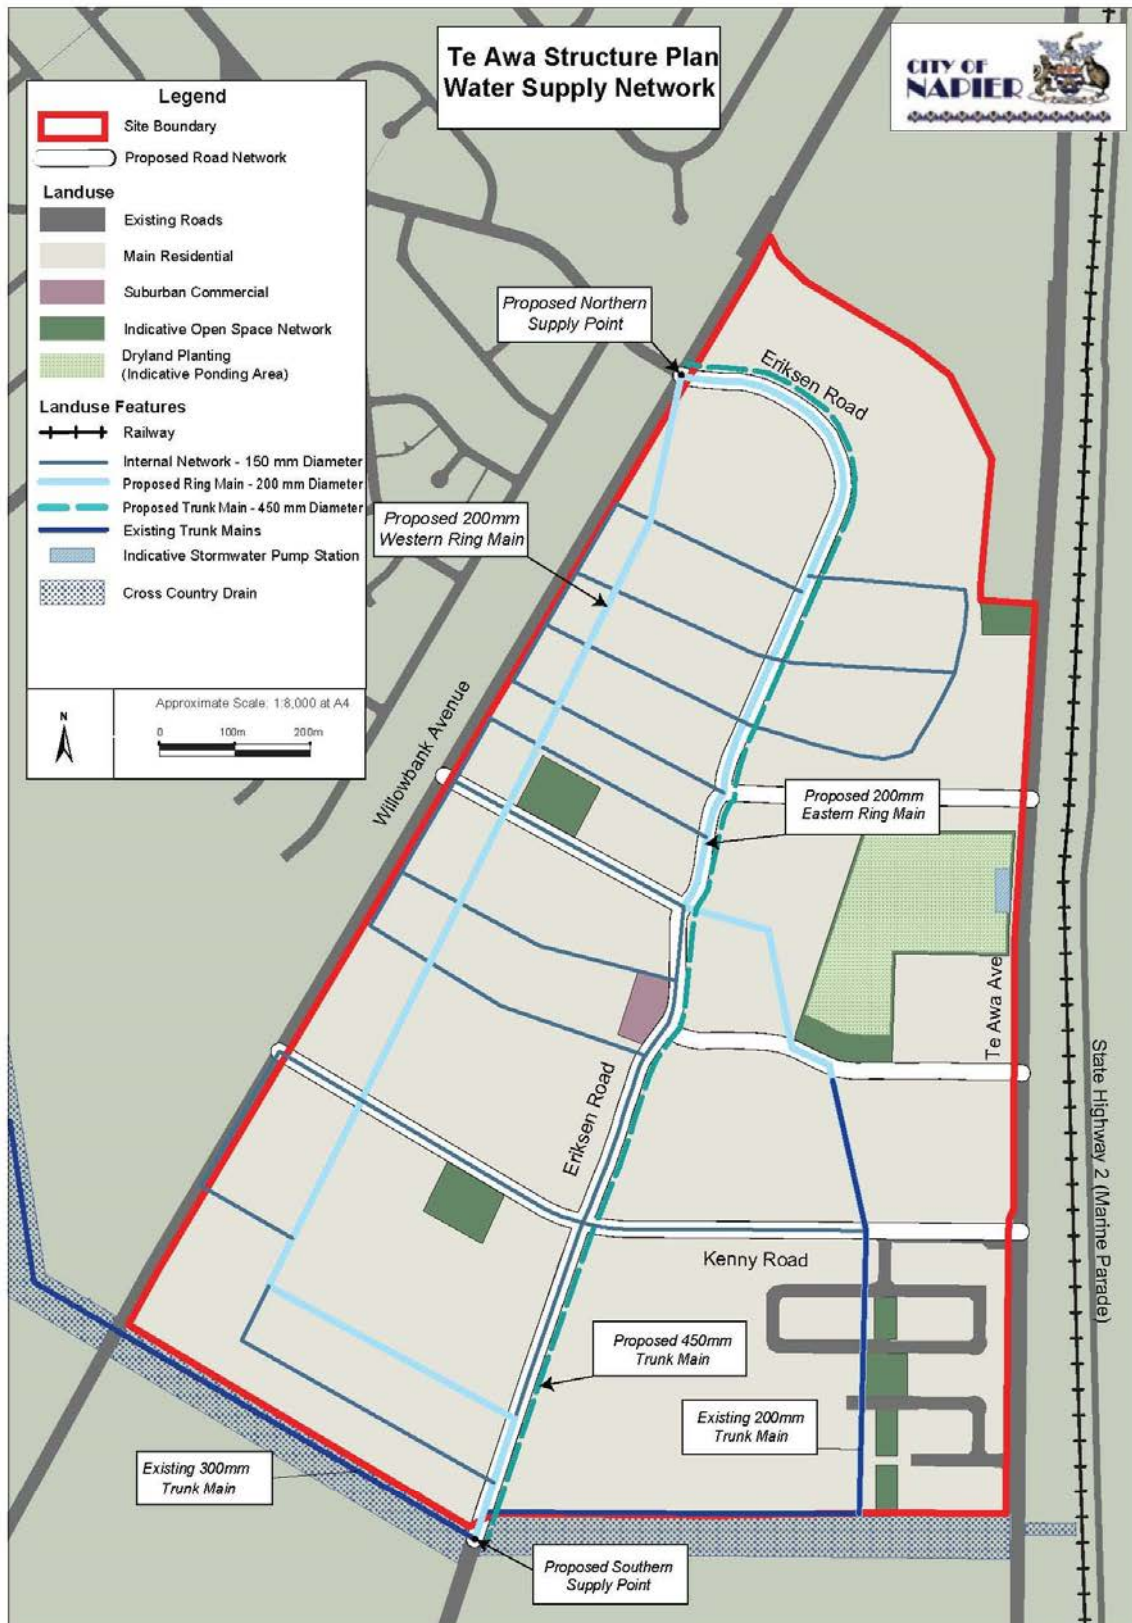 Te Awa Structure Plan
Water Supply Network
CITY OF
NAPIER
Legend
Site Boundary
Proposed Road Network
Landuse
Existing Roads
Main Residential
Suburban Commercial
Indicative Open Space Network
Dryland Planting
(Indicative Ponding Area)
Landuse Features
Railway
Internal Network - 150 mm Diameter
Proposed Ring Main - 200 mm Diameter
Proposed Trunk Main - 450 mm Diameter
Existing Trunk Mains
Indicative Stormwater Pump Station
Cross Country Drain
N
Approximate Scale: 1:8,000 at A4
0 100m 200m
Proposed Northern
Supply Point
Eriksen Road
Proposed 200mm
Western Ring Main
Willowbank Avenue
Proposed 200mm
Eastern Ring Main
Te Awa Ave
State Highway 2 (Marine Parade)
Eriksen Road
Kenny Road
Proposed 450mm
Trunk Main
Existing 200mm
Trunk Main
Existing 300mm
Trunk Main
Proposed Southern
Supply Point